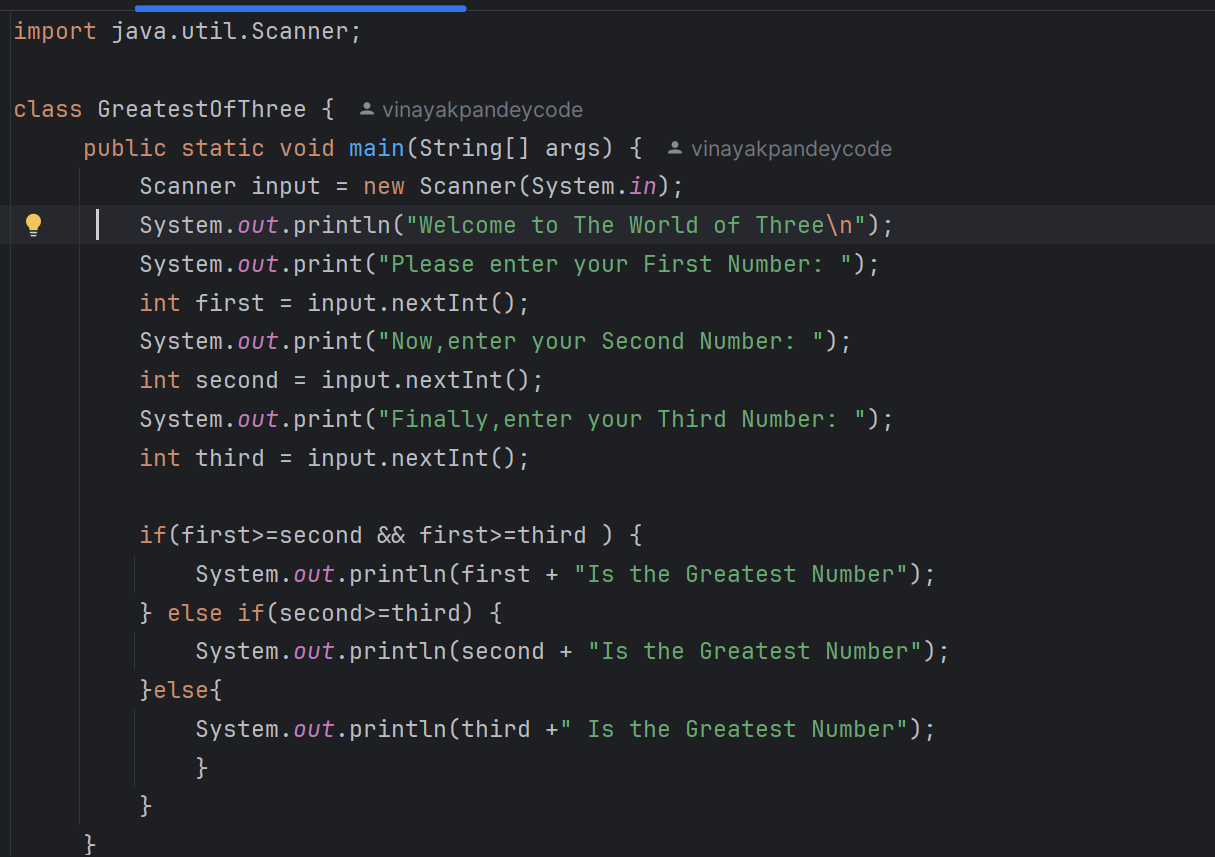 import java.util.Scanner;
class GreatestOfThree { vinayakpandeycode
public static void main(String[] args) { vinayakpandeycode
Scanner input = new Scanner(System.in);
System.out.println("Welcome to The World of Three\n");
System.out.print("Please enter your First Number: ");
int first = input.nextInt();
System.out.print("Now,enter your Second Number: ");
int second = input.nextInt();
System.out.print("Finally,enter your Third Number: ");
int third = input.nextInt();
if(first>=second && first>=third ) {
System.out.println(first + "Is the Greatest Number");
} else if(second>=third) {
System.out.println(second + "Is the Greatest Number");
}else{
System.out.println(third +" Is the Greatest Number");
}
}
}